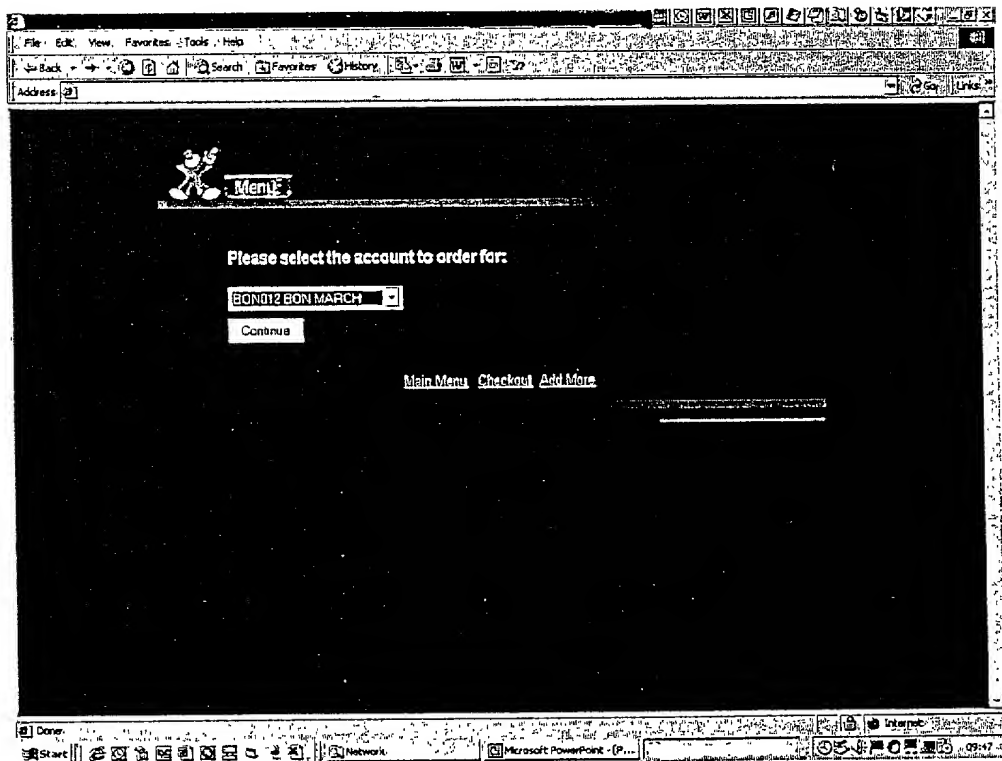 File Edit View Favorites Tools Help
Back Search Favorites History
Address Go Links
Menu
Please select the account to order for:
BON012 BON MARCH
Continue
Main Menu Checkout Add More
Done Internet
Start Network Microsoft PowerPoint - [P... 09:47